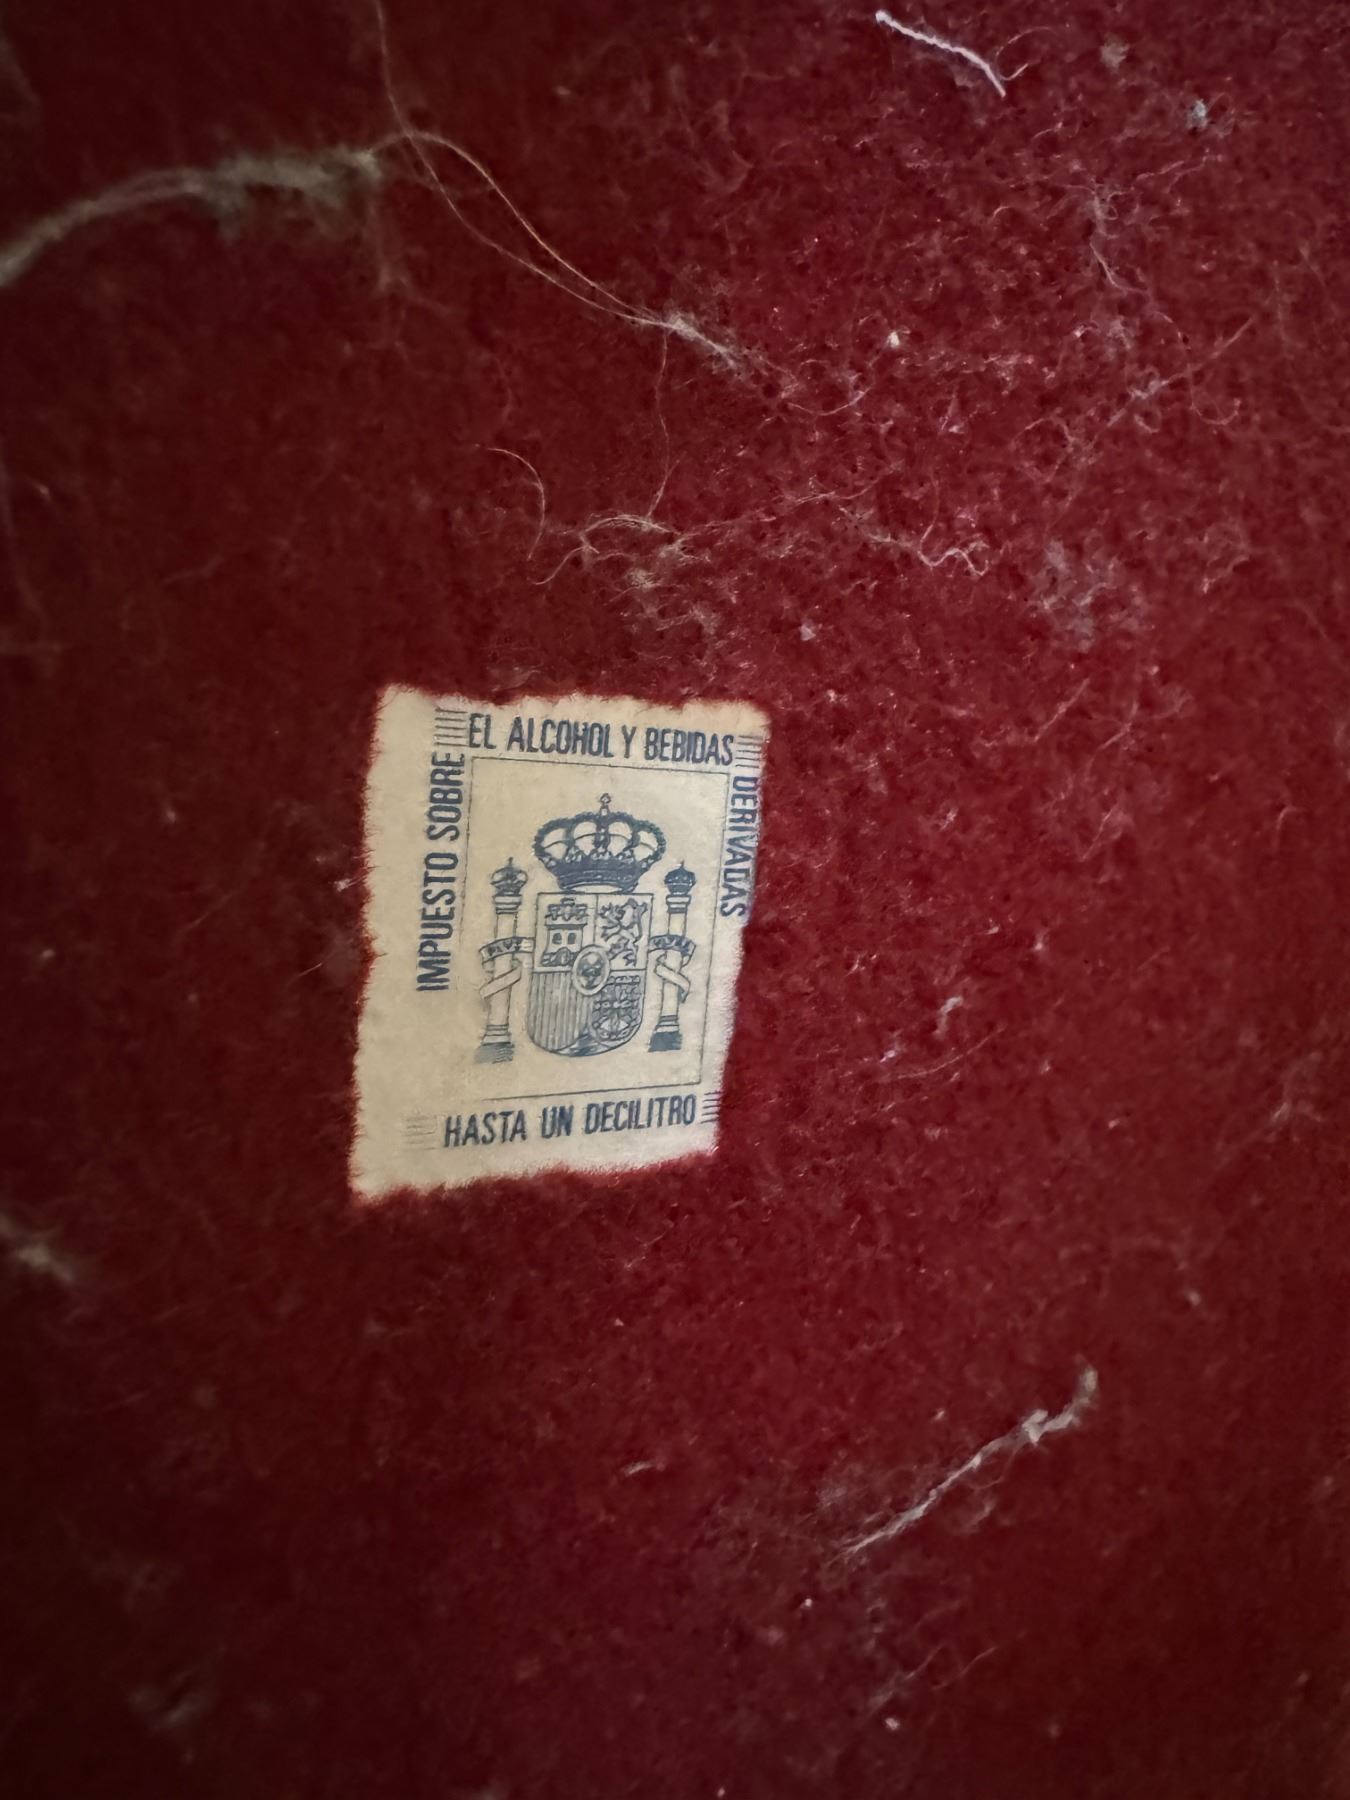 IMPUESTO SOBRE
EL ALCOHOL Y BEBIDAS
DERIVADAS
HASTA UN DECILITRO